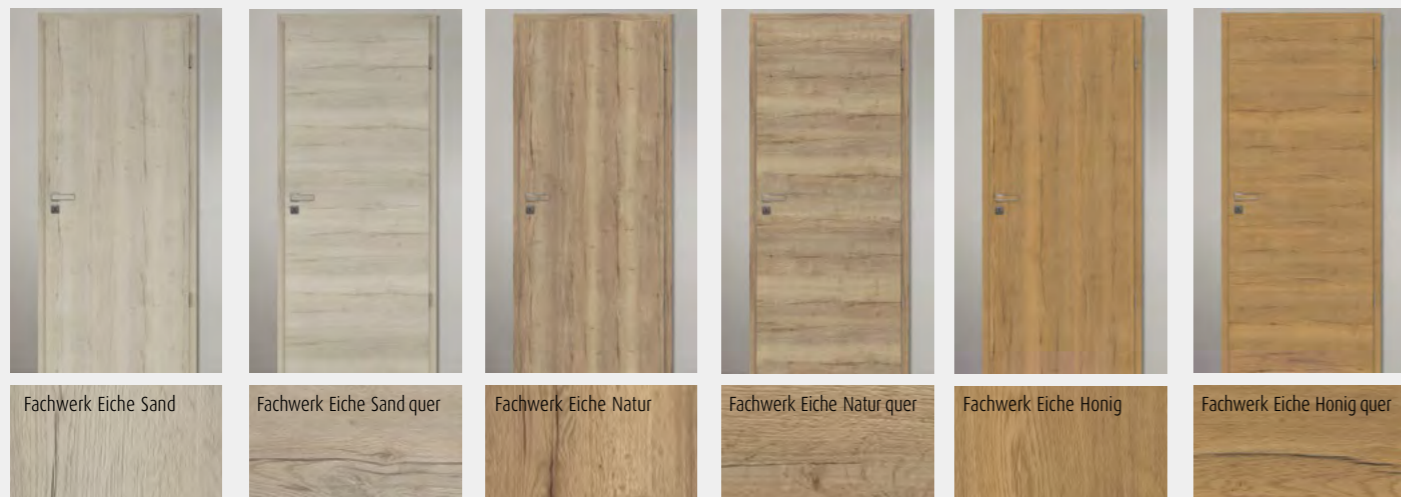 Fachwerk Eiche Sand
Fachwerk Eiche Sand quer
Fachwerk Eiche Natur
Fachwerk Eiche Natur quer
Fachwerk Eiche Honig
Fachwerk Eiche Honig quer